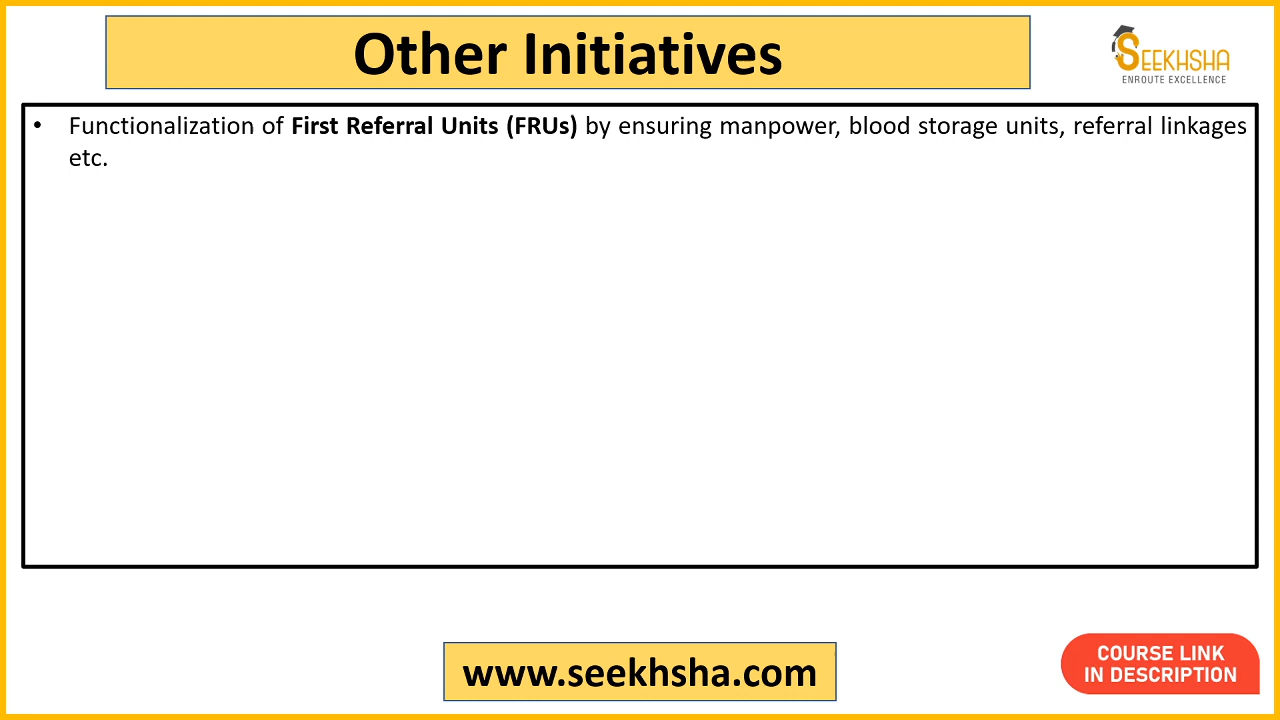 Other Initiatives
SEEKHSHA
ENROUTE EXCELLENCE
• Functionalization of First Referral Units (FRUs) by ensuring manpower, blood storage units, referral linkages
etc.
www.seekhsha.com
COURSE LINK
IN DESCRIPTION